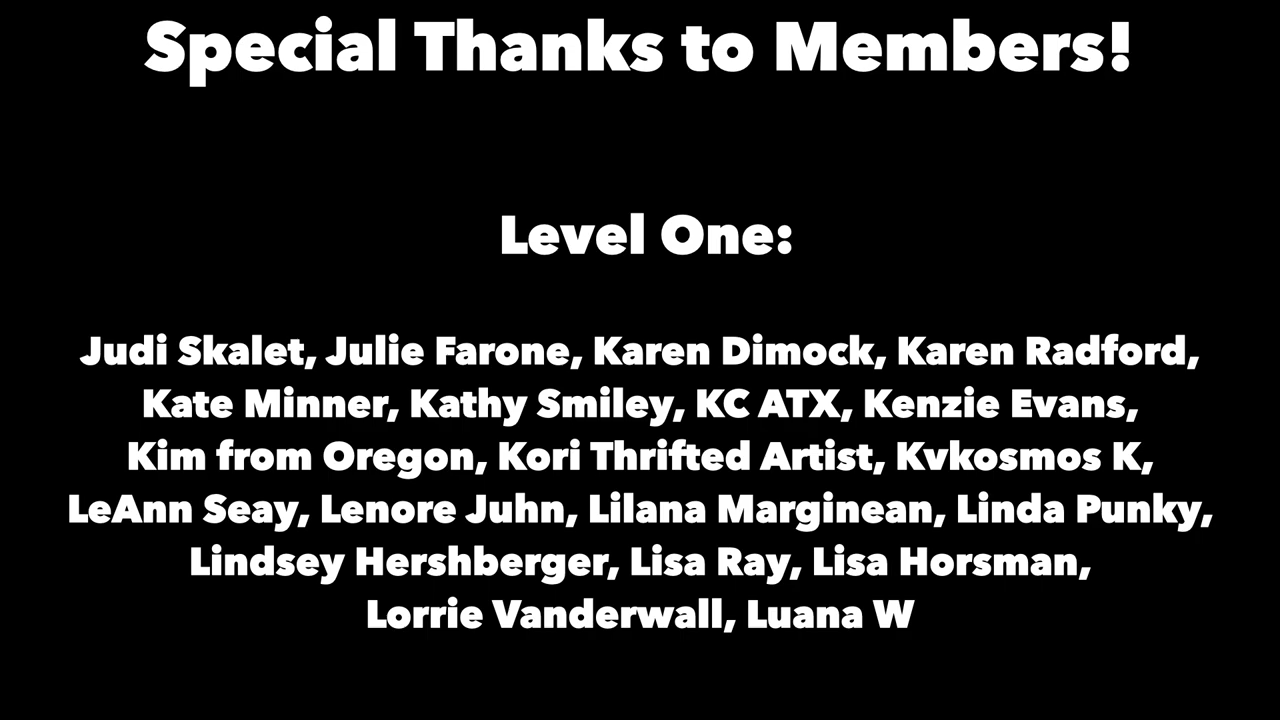 Special Thanks to Members!
Level One:
Judi Skalet, Julie Farone, Karen Dimock, Karen Radford,
Kate Minner, Kathy Smiley, KC ATX, Kenzie Evans,
Kim from Oregon, Kori Thrifted Artist, Kvkosmos K,
LeAnn Seay, Lenore Juhn, Lilana Marginean, Linda Punky,
Lindsey Hershberger, Lisa Ray, Lisa Horsman,
Lorrie Vanderwall, Luana W